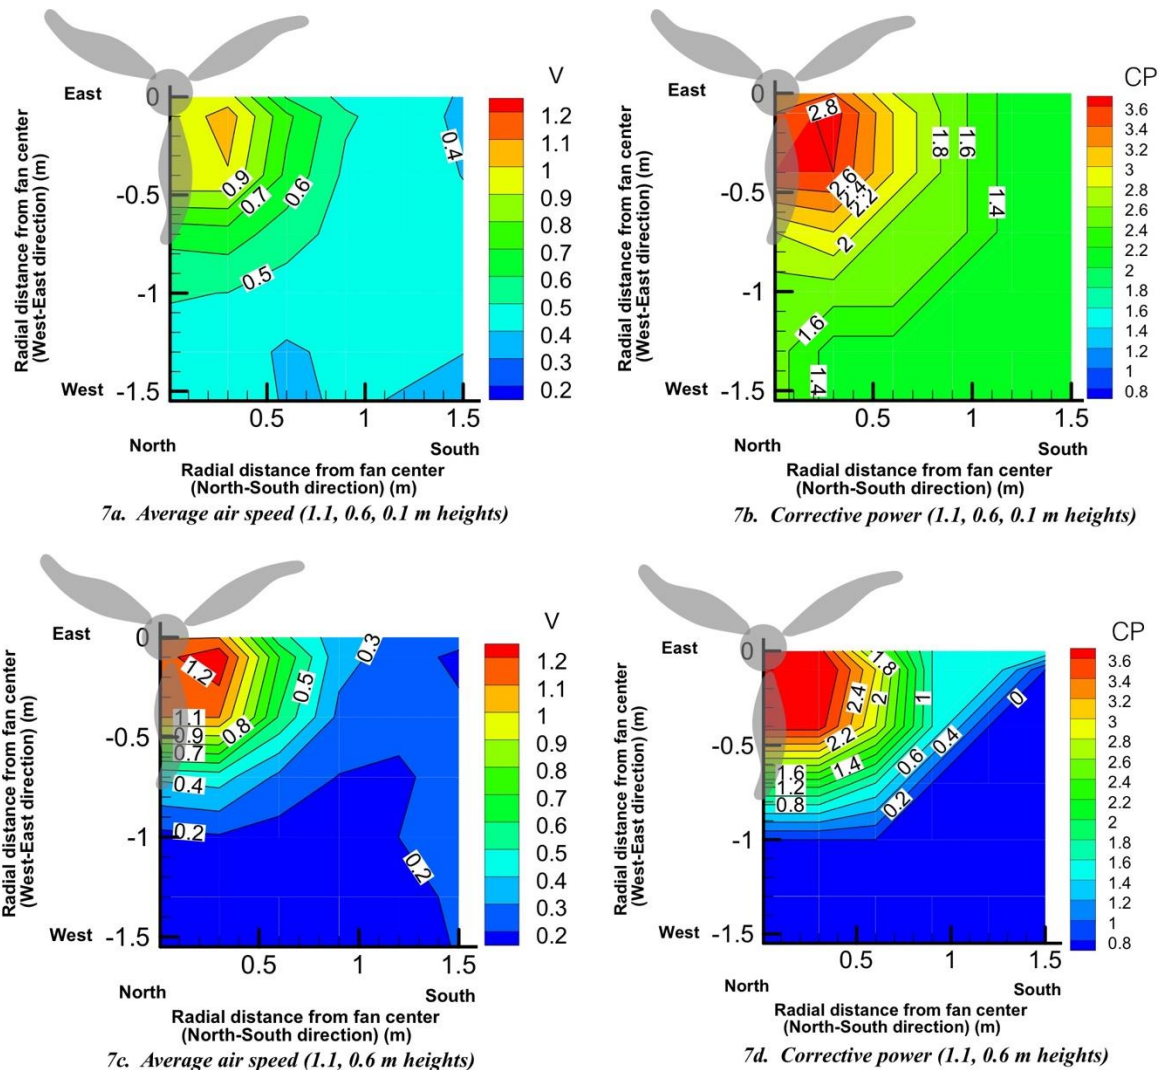 V
East
0
1.2
1.1
1
0.9
0.8
0.7
0.6
0.5
0.4
0.3
0.2
0.4
0.9
0.7
0.6
0.5
-0.5
-1
West
-1.5
0.5
1
1.5
North
South
Radial distance from fan center
(West-East direction) (m)
Radial distance from fan center
(North-South direction) (m)
7a. Average air speed (1.1, 0.6, 0.1 m heights)
CP
East
0
3.6
3.4
3.2
3
2.8
2.6
2.4
2.2
2
1.8
1.6
1.4
1.2
1
0.8
2.8
1.8
1.6
2.6
2.4
2.2
1.4
2
1.6
1.4
-0.5
-1
West
-1.5
0.5
1
1.5
North
South
Radial distance from fan center
(West-East direction) (m)
Radial distance from fan center
(North-South direction) (m)
7b. Corrective power (1.1, 0.6, 0.1 m heights)
V
East
0
1.2
1.1
1
0.9
0.8
0.7
0.6
0.5
0.4
0.3
0.2
0.3
1.2
0.5
1.1
0.9
0.8
0.7
0.4
0.2
0.2
-0.5
-1
West
-1.5
0.5
1
1.5
North
South
Radial distance from fan center
(West-East direction) (m)
Radial distance from fan center
(North-South direction) (m)
7c. Average air speed (1.1, 0.6 m heights)
CP
East
0
3.6
3.4
3.2
3
2.8
2.6
2.4
2.2
2
1.8
1.6
1.4
1.2
1
0.8
1.8
2.4
2
1
0
2.2
0.4
1.4
0.6
1.6
1.2
0.8
0.2
-0.5
-1
West
-1.5
0.5
1
1.5
North
South
Radial distance from fan center
(West-East direction) (m)
Radial distance from fan center
(North-South direction) (m)
7d. Corrective power (1.1, 0.6 m heights)